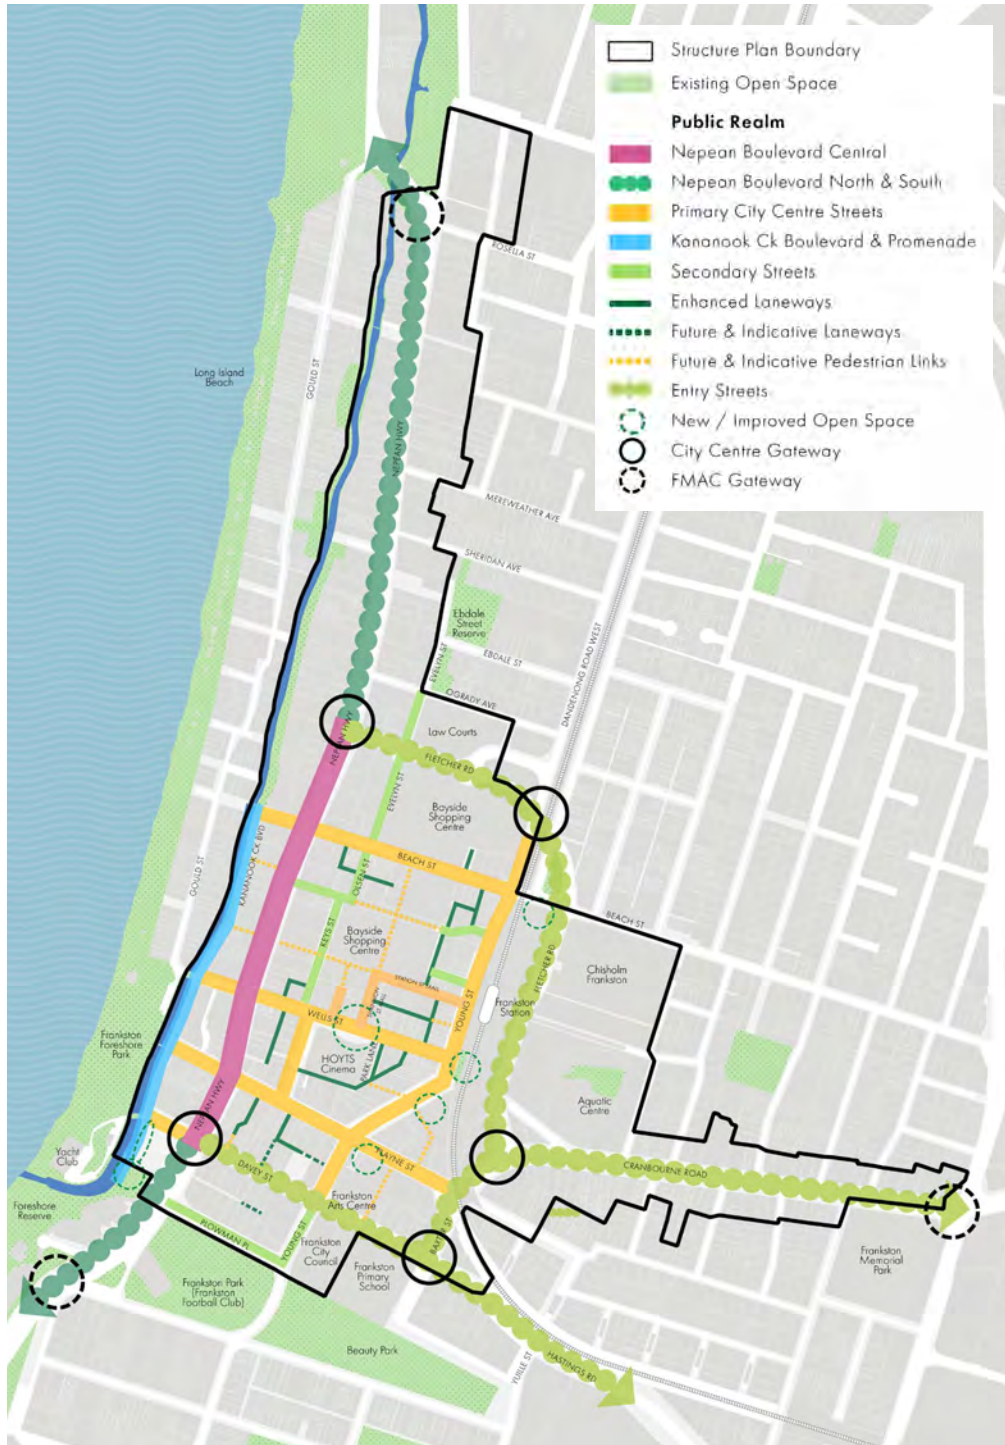 Structure Plan Boundary
Existing Open Space
Public Realm
Nepean Boulevard Central
Nepean Boulevard North & South
Primary City Centre Streets
Kananook Ck Boulevard & Promenade
Secondary Streets
Enhanced Laneways
Future & Indicative Laneways
Future & Indicative Pedestrian Links
Entry Streets
New / Improved Open Space
City Centre Gateway
FMAC Gateway
ROSELLA ST
Long Island
Beach
GOULD ST
NEPEAN HWY
MEREWEATHER AVE
SHERIDAN AVE
Ebdale
Street
Reserve
EBDALE ST
EVELYN ST
DANDENONG ROAD WEST
OGRADY AVE
Law Courts
NEPEAN HWY
FLETCHER RD
EVELYN ST
Bayside
Shopping
Centre
KANANOOK CK BLVD
GOULD ST
BEACH ST
OLSEN ST
BEACH ST
KEYS ST
Bayside
Shopping
Centre
FLETCHER RD
Chisholm
Frankston
STATION ST MALL
Frankston
Station
YOUNG ST
WELLS ST
Frankston
Foreshore
Park
HOYTS
Cinema
PARK LANE
Aquatic
Centre
NEPEAN HWY
Yacht
Club
DAVEY ST
PLAYNE ST
CRANBOURNE ROAD
Foreshore
Reserve
Frankston
Arts Centre
PLOWMAN PL
YOUNG ST
Frankston
City
Council
BAXTER ST
Frankston
Primary
School
Frankston
Memorial
Park
Frankston Park
(Frankston
Football Club)
Beauty Park
YUILLE ST
HASTINGS RD